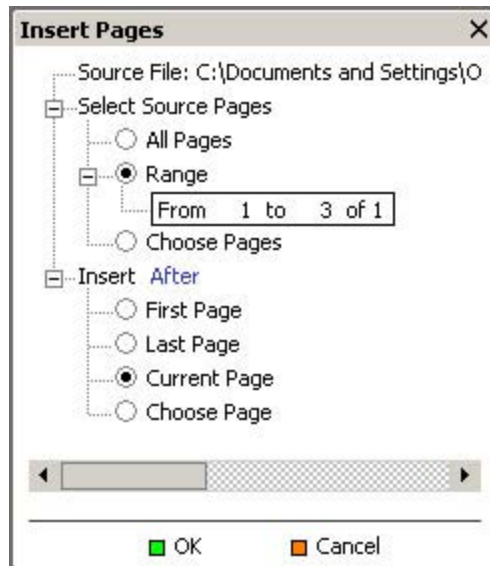 Insert Pages
Source File: C:\Documents and Settings\O
Select Source Pages
All Pages
Range
From 1 to 3 of 1
Choose Pages
Insert After
First Page
Last Page
Current Page
Choose Page
OK Cancel